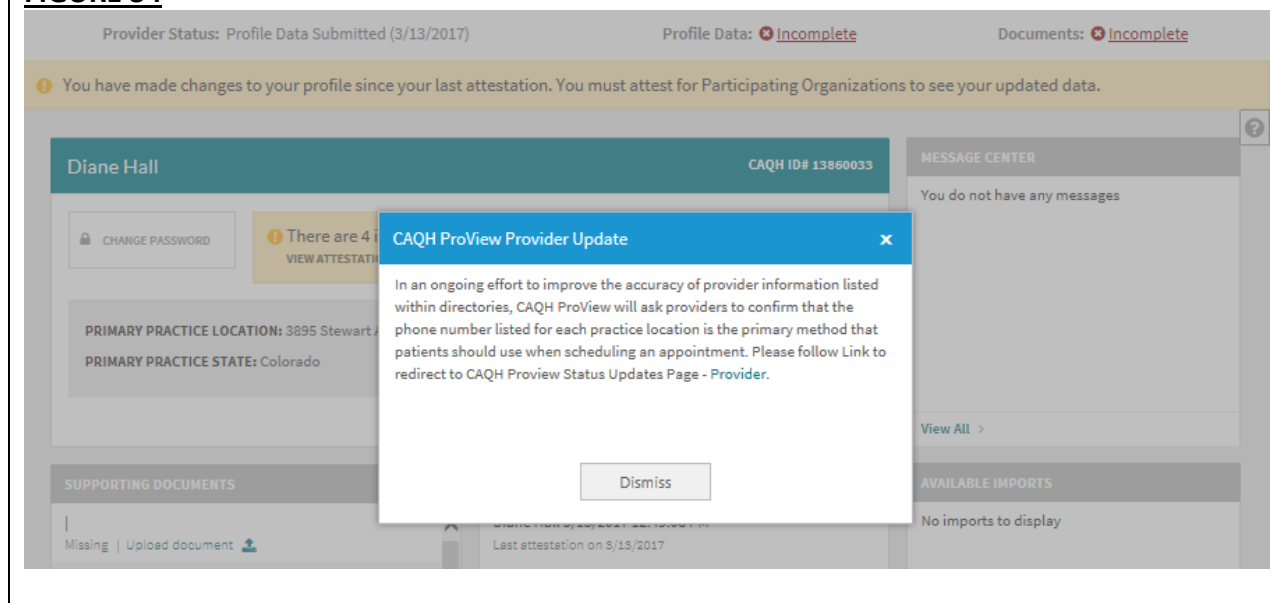 Provider Status: Profile Data Submitted (3/13/2017) Profile Data: Incomplete Documents: Incomplete
You have made changes to your profile since your last attestation. You must attest for Participating Organizations to see your updated data.
Diane Hall CAQH ID# 13860033
CHANGE PASSWORD
There are 4 i
VIEW ATTESTATI
PRIMARY PRACTICE LOCATION: 3895 Stewart
PRIMARY PRACTICE STATE: Colorado
CAQH ProView Provider Update x
In an ongoing effort to improve the accuracy of provider information listed
within directories, CAQH ProView will ask providers to confirm that the
phone number listed for each practice location is the primary method that
patients should use when scheduling an appointment. Please follow Link to
redirect to CAQH Proview Status Updates Page - Provider.
Dismiss
MESSAGE CENTER
You do not have any messages
View All >
SUPPORTING DOCUMENTS
|
Missing | Upload document
Last attestation on 3/13/2017
AVAILABLE IMPORTS
No imports to display